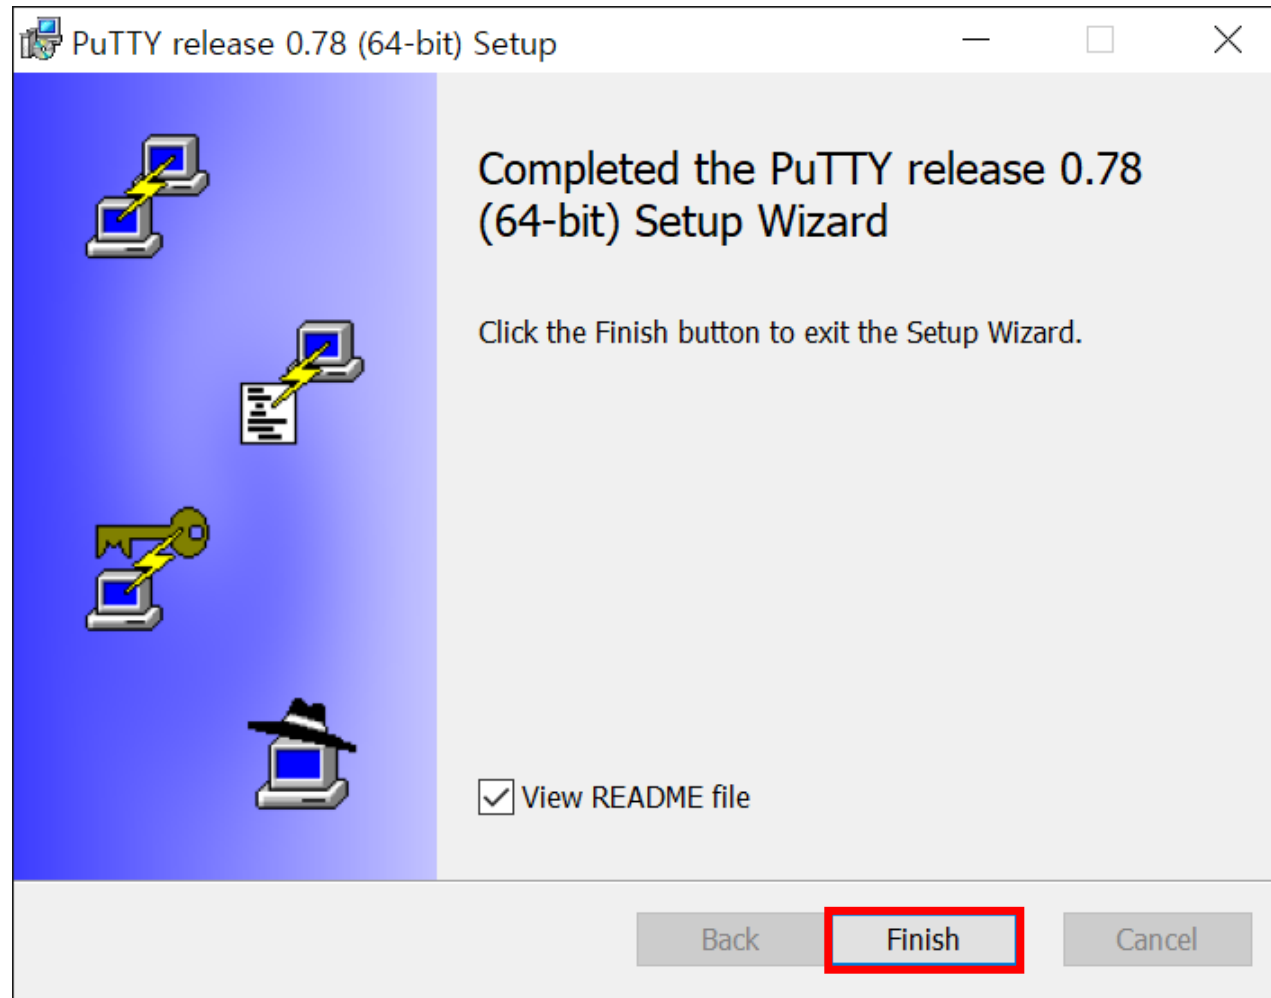 PuTTY release 0.78 (64-bit) Setup
Completed the PuTTY release 0.78
(64-bit) Setup Wizard
Click the Finish button to exit the Setup Wizard.
View README file
Back
Finish
Cancel